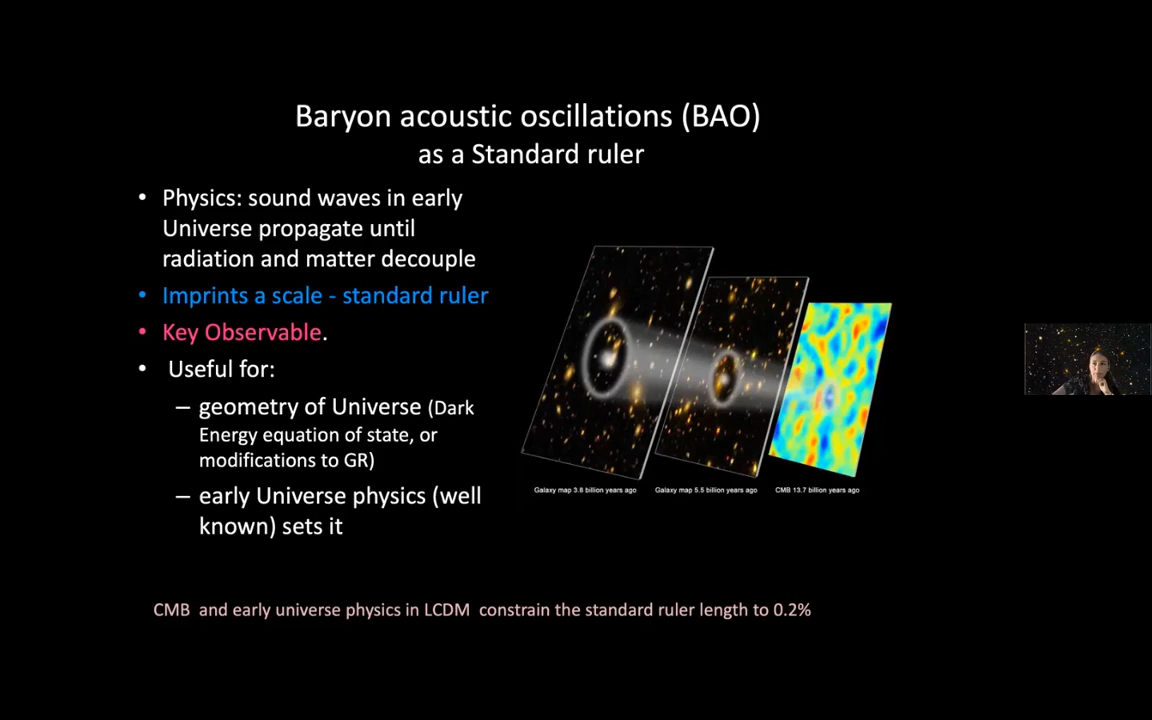 Baryon acoustic oscillations (BAO)
as a Standard ruler
• Physics: sound waves in early
Universe propagate until
radiation and matter decouple
• Imprints a scale - standard ruler
• Key Observable.
• Useful for:
– geometry of Universe (Dark
Energy equation of state, or
modifications to GR)
– early Universe physics (well
known) sets it
Galaxy map 3.8 billion years ago
Galaxy map 5.5 billion years ago
CMB 13.7 billion years ago
CMB and early universe physics in LCDM constrain the standard ruler length to 0.2%